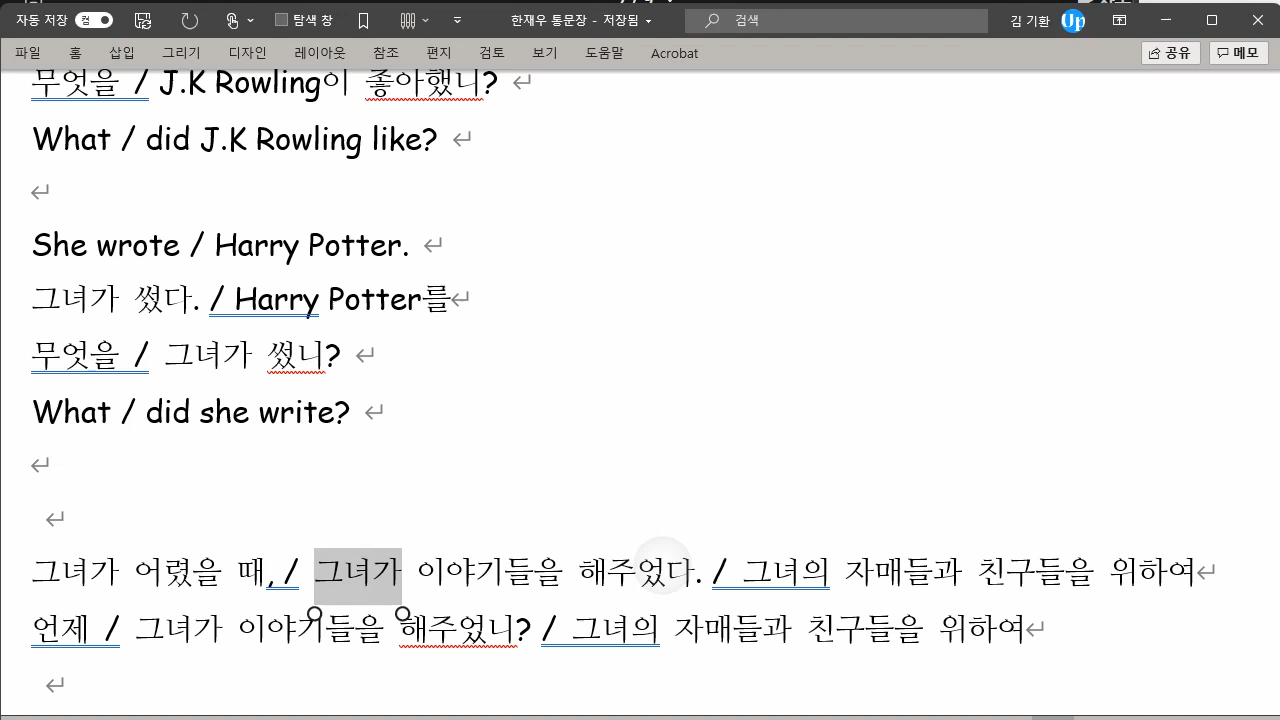 자동 저장 컴 탐색 창 한재우 통문장 - 저장됨 검색 김 기환 Up
파일 홈 삽입 그리기 디자인 레이아웃 참조 편지 검토 보기 도움말 Acrobat 공유 메모
무엇을 / J.K Rowling이 좋아했니?
What / did J.K Rowling like?
She wrote / Harry Potter.
그녀가 썼다. / Harry Potter를
무엇을 / 그녀가 썼니?
What / did she write?
그녀가 어렸을 때, / 그녀가 이야기들을 해주었다. / 그녀의 자매들과 친구들을 위하여
언제 / 그녀가 이야기들을 해주었니? / 그녀의 자매들과 친구들을 위하여